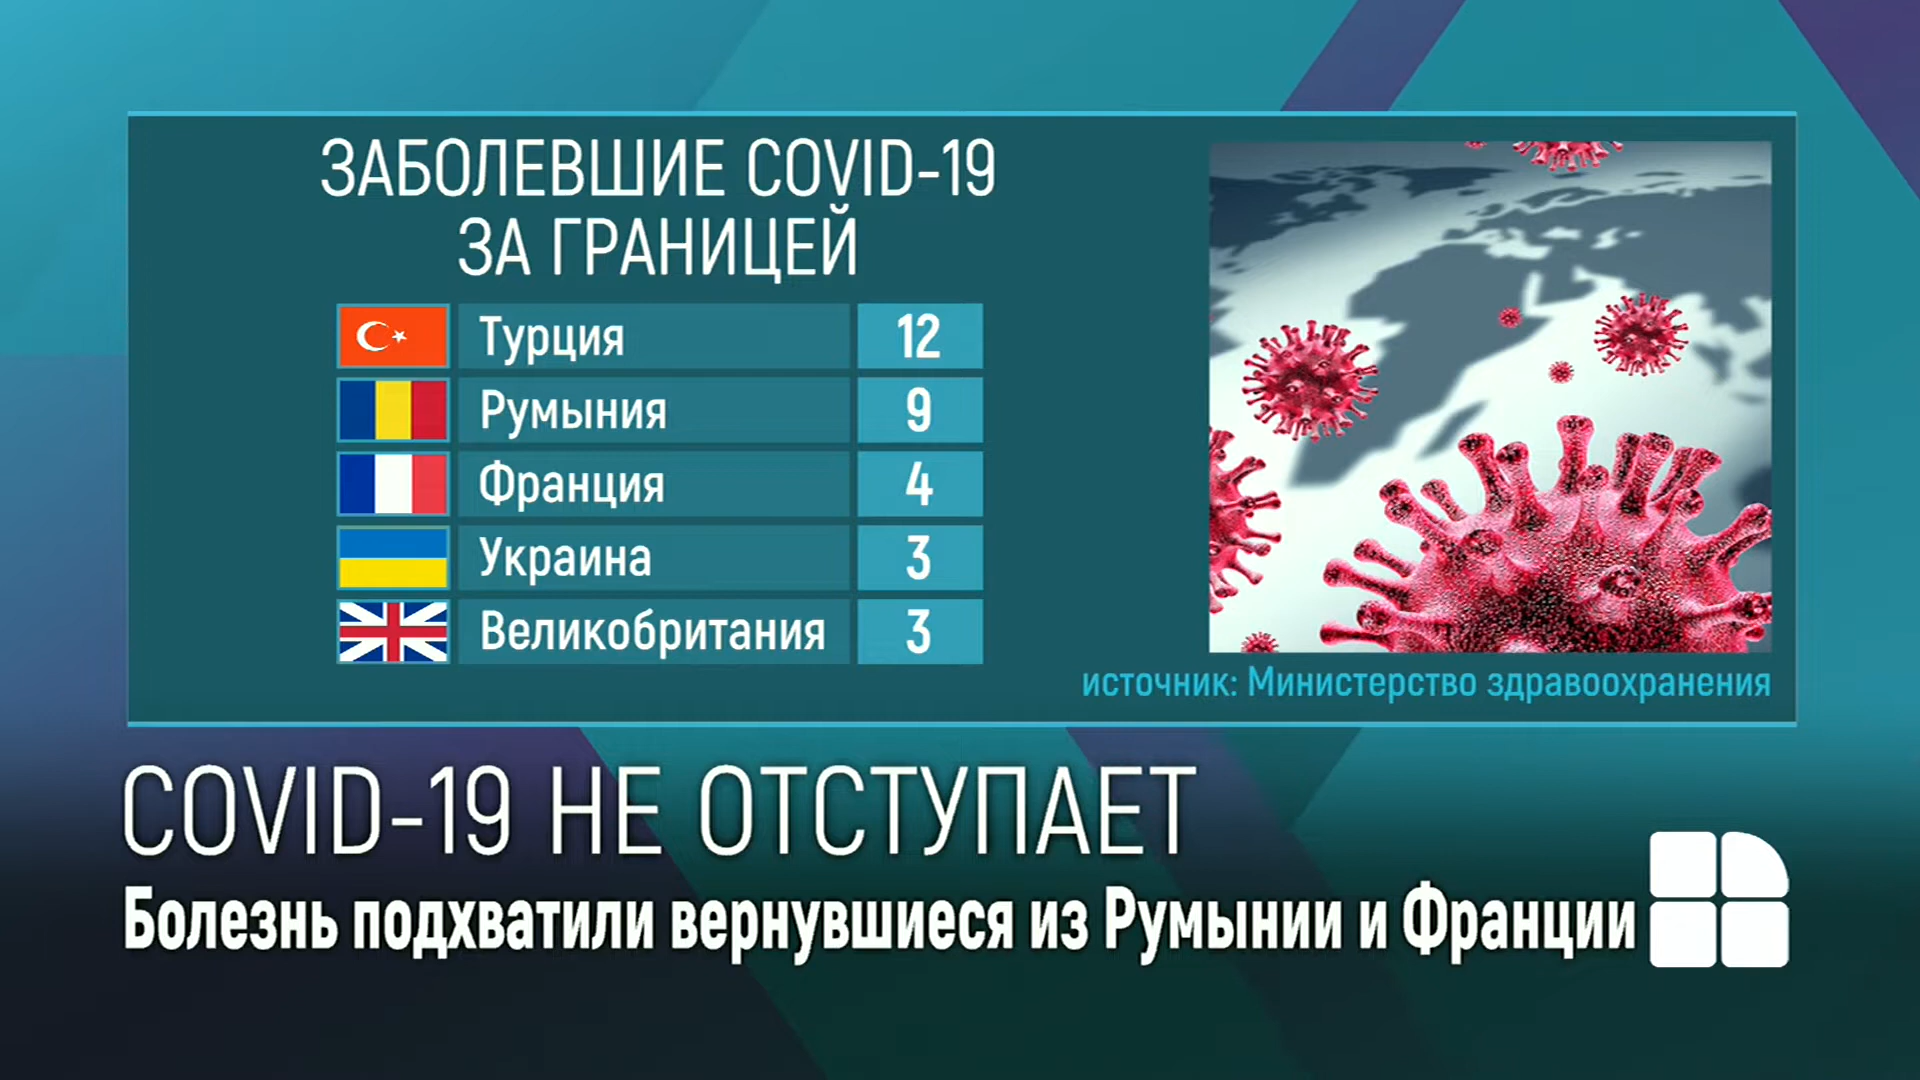 ЗАБОЛЕВШИЕ COVID-19
ЗА ГРАНИЦЕЙ
Турция 12
Румыния 9
Франция 4
Украина 3
Великобритания 3
источник: Министерство здравоохранения
COVID-19 НЕ ОТСТУПАЕТ
Болезнь подхватили вернувшиеся из Румынии и Франции